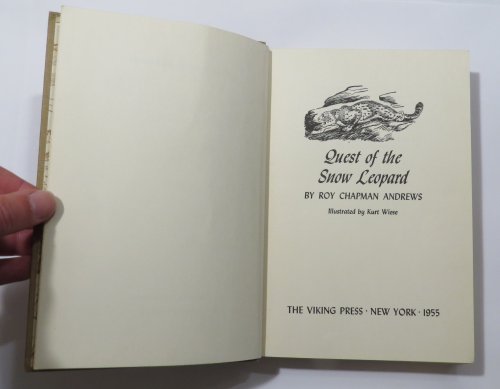 Quest of the
Snow Leopard
BY ROY CHAPMAN ANDREWS
Illustrated by Kurt Wiese
THE VIKING PRESS · NEW YORK · 1955